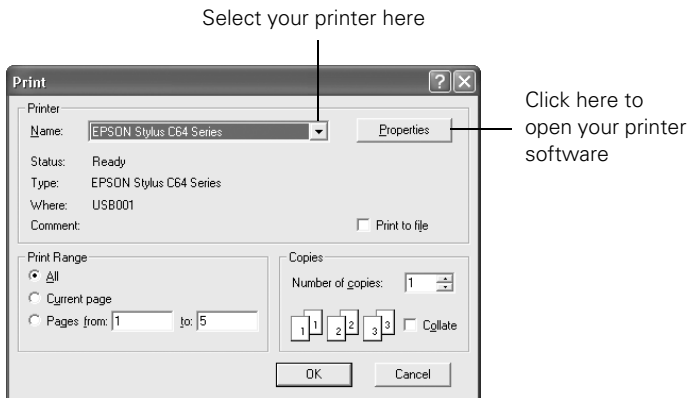 Select your printer here
Print
Printer
Name: EPSON Stylus C64 Series Properties
Status: Ready
Type: EPSON Stylus C64 Series
Where: USB001
Comment: Print to file
Click here to
open your printer
software
Print Range
All
Current page
Pages from: 1 to: 5
Copies
Number of copies: 1
1 1 2 2 3 3 Collate
OK Cancel